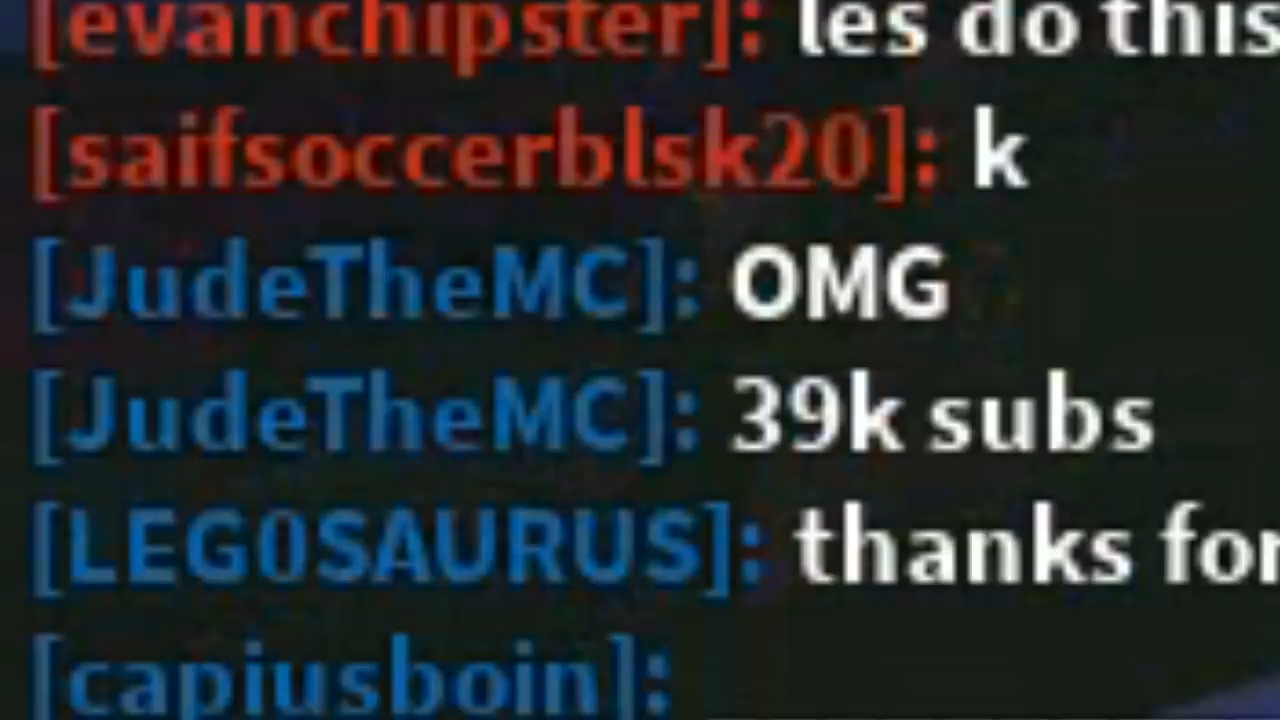 [evanchipster]: les do this
[saifsoccerblsk20]: k
[JudeTheMC]: OMG
[JudeTheMC]: 39k subs
[LEG0SAURUS]: thanks for
[capiusboin]: